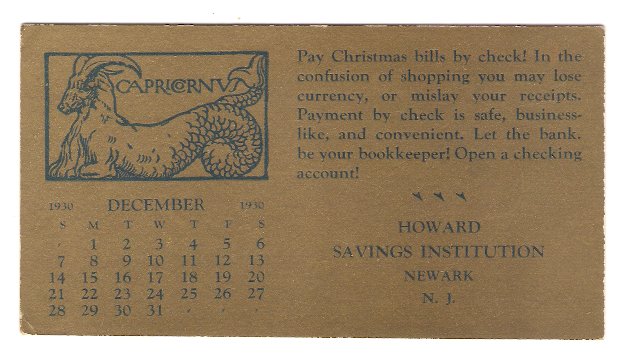 CAPRICORNVS
1930 DECEMBER 1930
S M T W T F S
1 2 3 4 5 6
7 8 9 10 11 12 13
14 15 16 17 18 19 20
21 22 23 24 25 26 27
28 29 30 31
Pay Christmas bills by check! In the
confusion of shopping you may lose
currency, or mislay your receipts.
Payment by check is safe, business-
like, and convenient. Let the bank.
be your bookkeeper! Open a checking
account!
HOWARD
SAVINGS INSTITUTION
NEWARK
N. J.